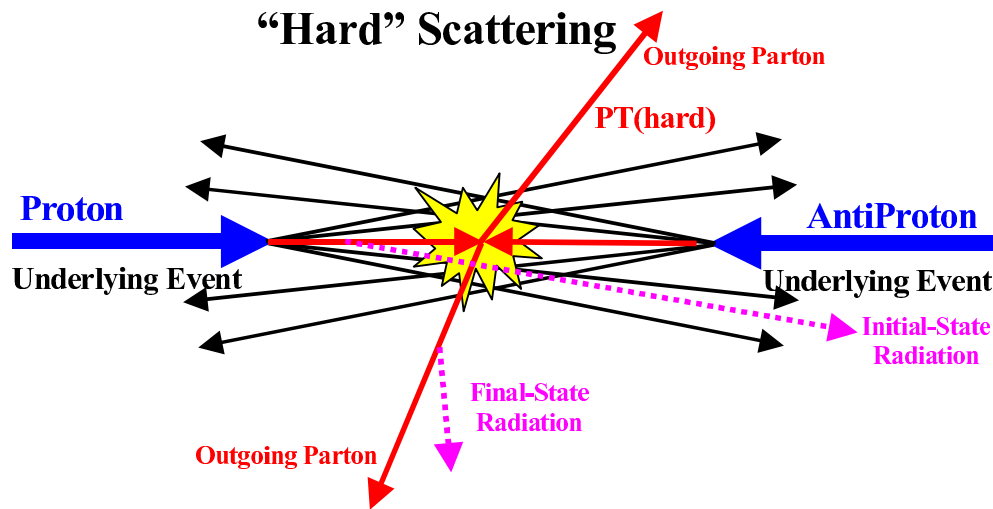 “Hard” Scattering
Outgoing Parton
PT(hard)
Proton
AntiProton
Underlying Event
Underlying Event
Initial-State
Radiation
Final-State
Radiation
Outgoing Parton